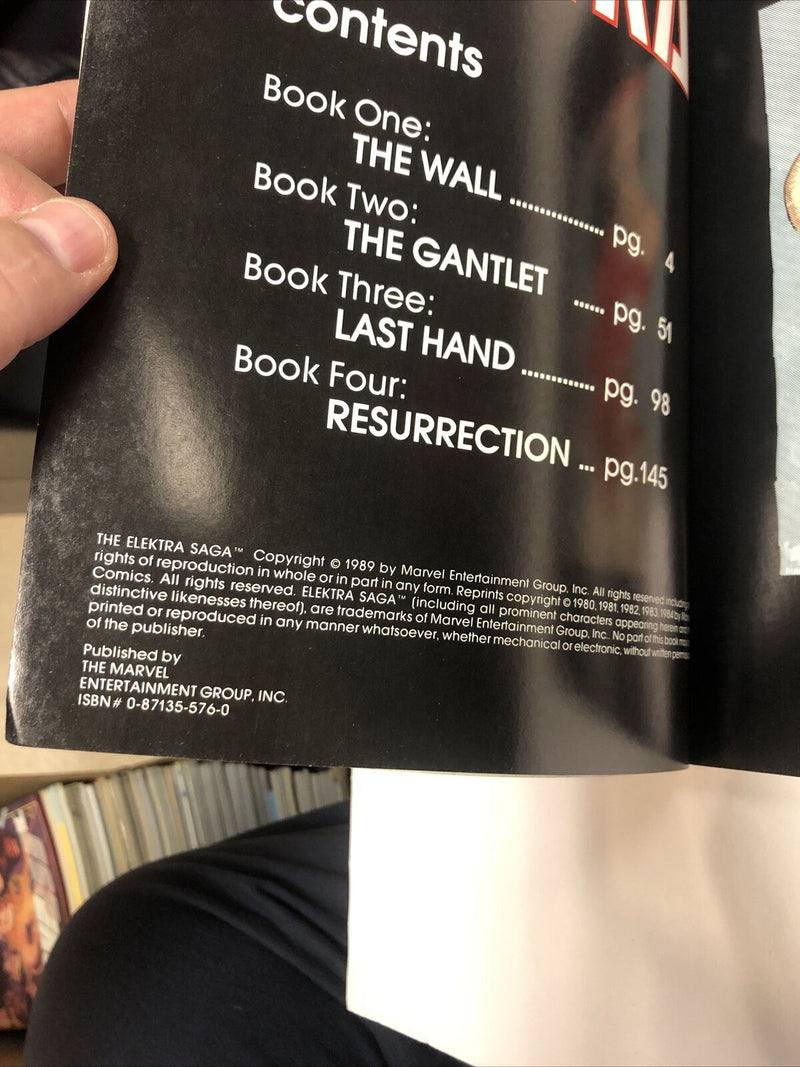 contents
Book One:
THE WALL ................ pg. 4
Book Two:
THE GANTLET ...... pg. 51
Book Three:
LAST HAND ............. pg. 98
Book Four:
RESURRECTION ... pg.145
THE ELEKTRA SAGA™ Copyright © 1989 by Marvel Entertainment Group, Inc. All rights reserved including
rights of reproduction in whole or in part in any form. Reprints copyright © 1980, 1981, 1982, 1983, 1984 by
Comics. All rights reserved. ELEKTRA SAGA™ (including all prominent characters appearing herein and
distinctive likenesses thereof), are trademarks of Marvel Entertainment Group, Inc. No part of this book
printed or reproduced in any manner whatsoever, whether mechanical or electronic, without written
of the publisher.
Published by
THE MARVEL
ENTERTAINMENT GROUP, INC.
ISBN# 0-87135-576-0